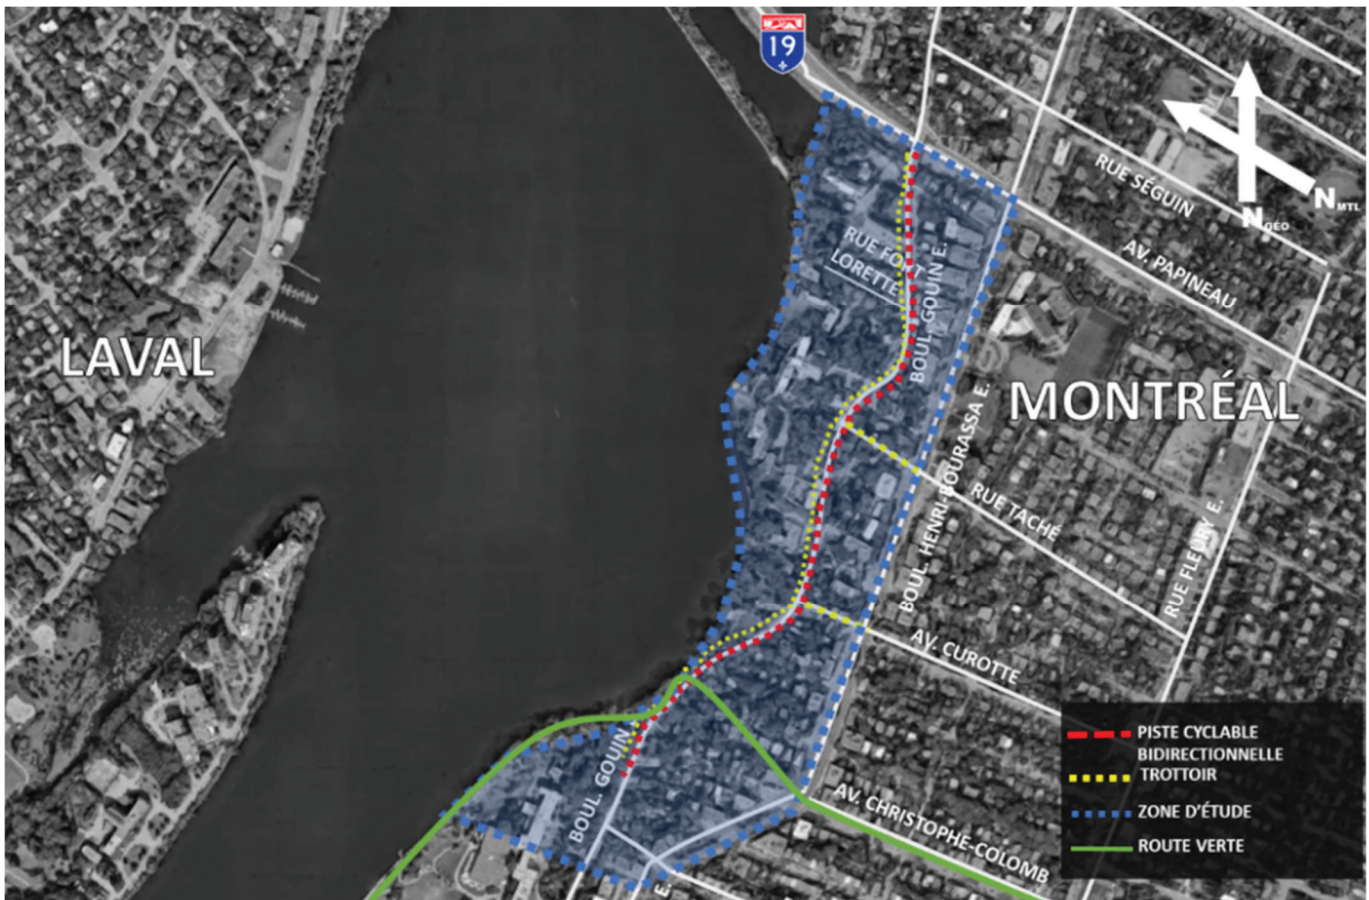 19
N GÉO
N MTL
RUE SÉGUIN
AV. PAPINEAU
RUE FORT
LORETTE
BOUL. GOUIN E.
LAVAL
MONTRÉAL
BOUL. HENRI-BOURASSA E.
RUE TACHÉ
RUE FLEURY E.
AV. CUROTTE
BOUL. GOUIN
AV. CHRISTOPHE-COLOMB
E.
PISTE CYCLABLE
BIDIRECTIONNELLE
TROTTOIR
ZONE D'ÉTUDE
ROUTE VERTE